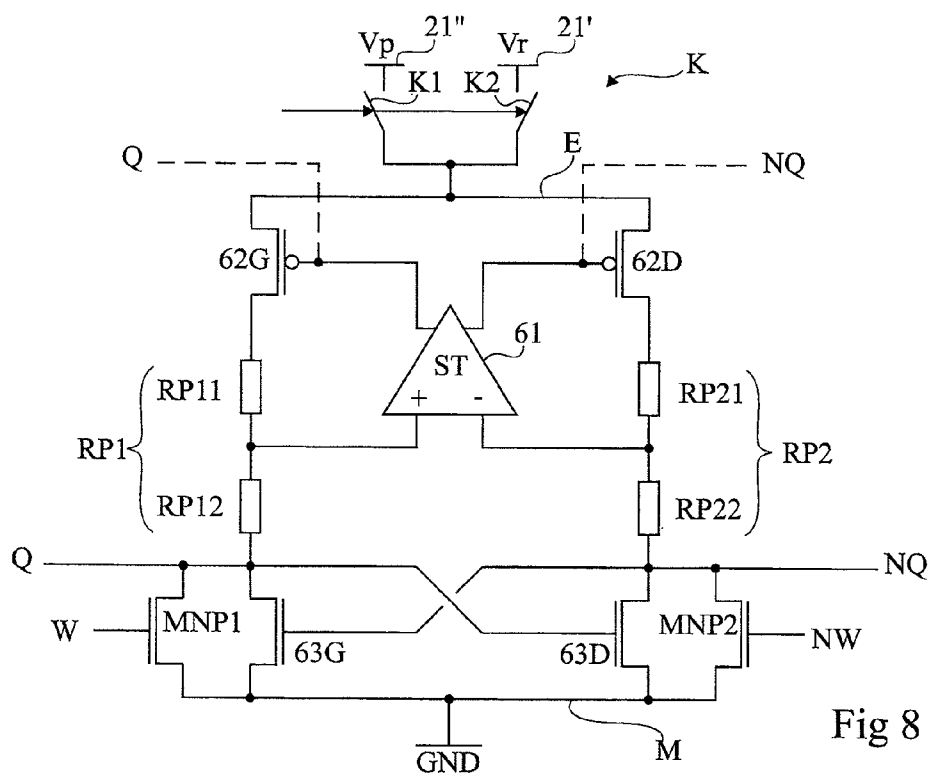 21" 21'
Vp Vr
K
K1 K2
Q E NQ
62G 62D
61
ST
RP11 + - RP21
RP1 RP2
RP12 RP22
Q NQ
W MNP1 MNP2 NW
63G 63D
M
GND
Fig 8